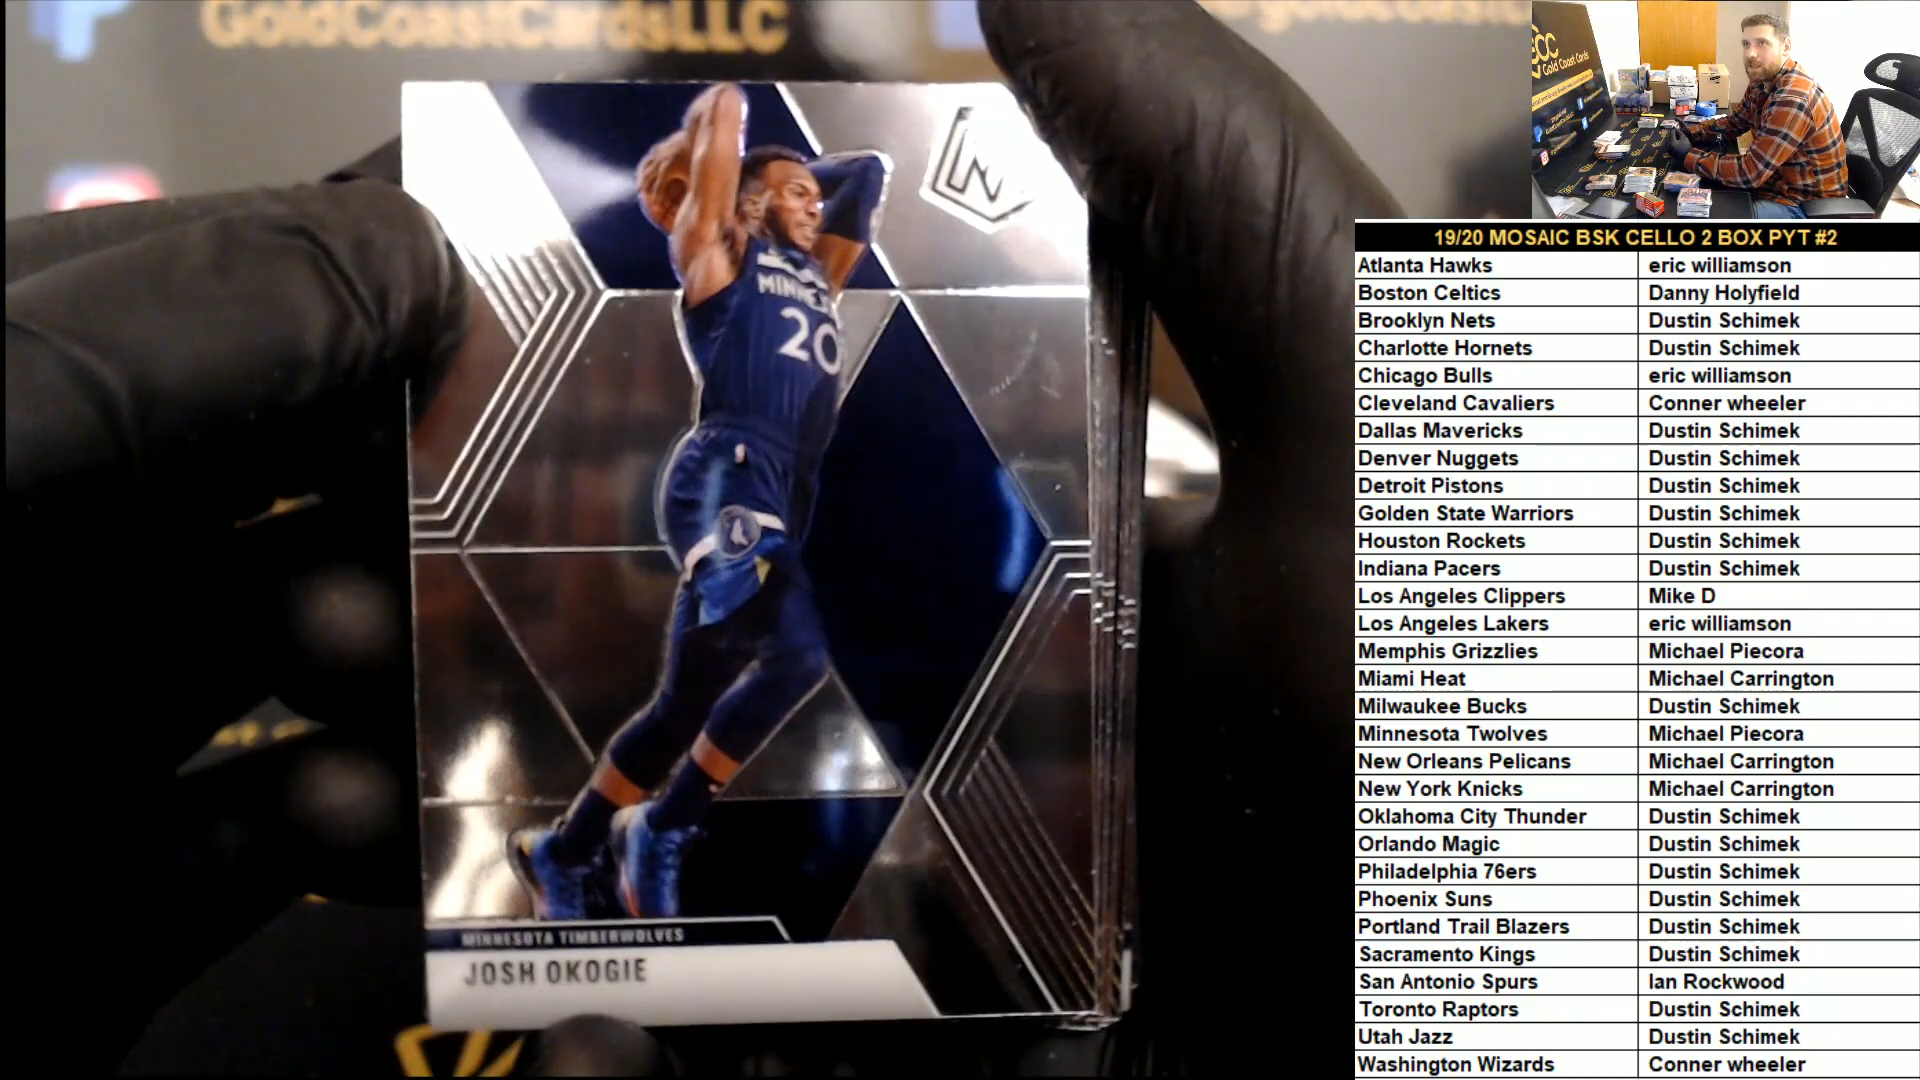 GoldCoastCardsLLC
GCC
Gold Coast Cards
M
MINNES
20
MINNESOTA TIMBERWOLVES
JOSH OKOGIE
19/20 MOSAIC BSK CELLO 2 BOX PYT #2
Atlanta Hawks eric williamson
Boston Celtics Danny Holyfield
Brooklyn Nets Dustin Schimek
Charlotte Hornets Dustin Schimek
Chicago Bulls eric williamson
Cleveland Cavaliers Conner wheeler
Dallas Mavericks Dustin Schimek
Denver Nuggets Dustin Schimek
Detroit Pistons Dustin Schimek
Golden State Warriors Dustin Schimek
Houston Rockets Dustin Schimek
Indiana Pacers Dustin Schimek
Los Angeles Clippers Mike D
Los Angeles Lakers eric williamson
Memphis Grizzlies Michael Piecora
Miami Heat Michael Carrington
Milwaukee Bucks Dustin Schimek
Minnesota Twolves Michael Piecora
New Orleans Pelicans Michael Carrington
New York Knicks Michael Carrington
Oklahoma City Thunder Dustin Schimek
Orlando Magic Dustin Schimek
Philadelphia 76ers Dustin Schimek
Phoenix Suns Dustin Schimek
Portland Trail Blazers Dustin Schimek
Sacramento Kings Dustin Schimek
San Antonio Spurs Ian Rockwood
Toronto Raptors Dustin Schimek
Utah Jazz Dustin Schimek
Washington Wizards Conner wheeler